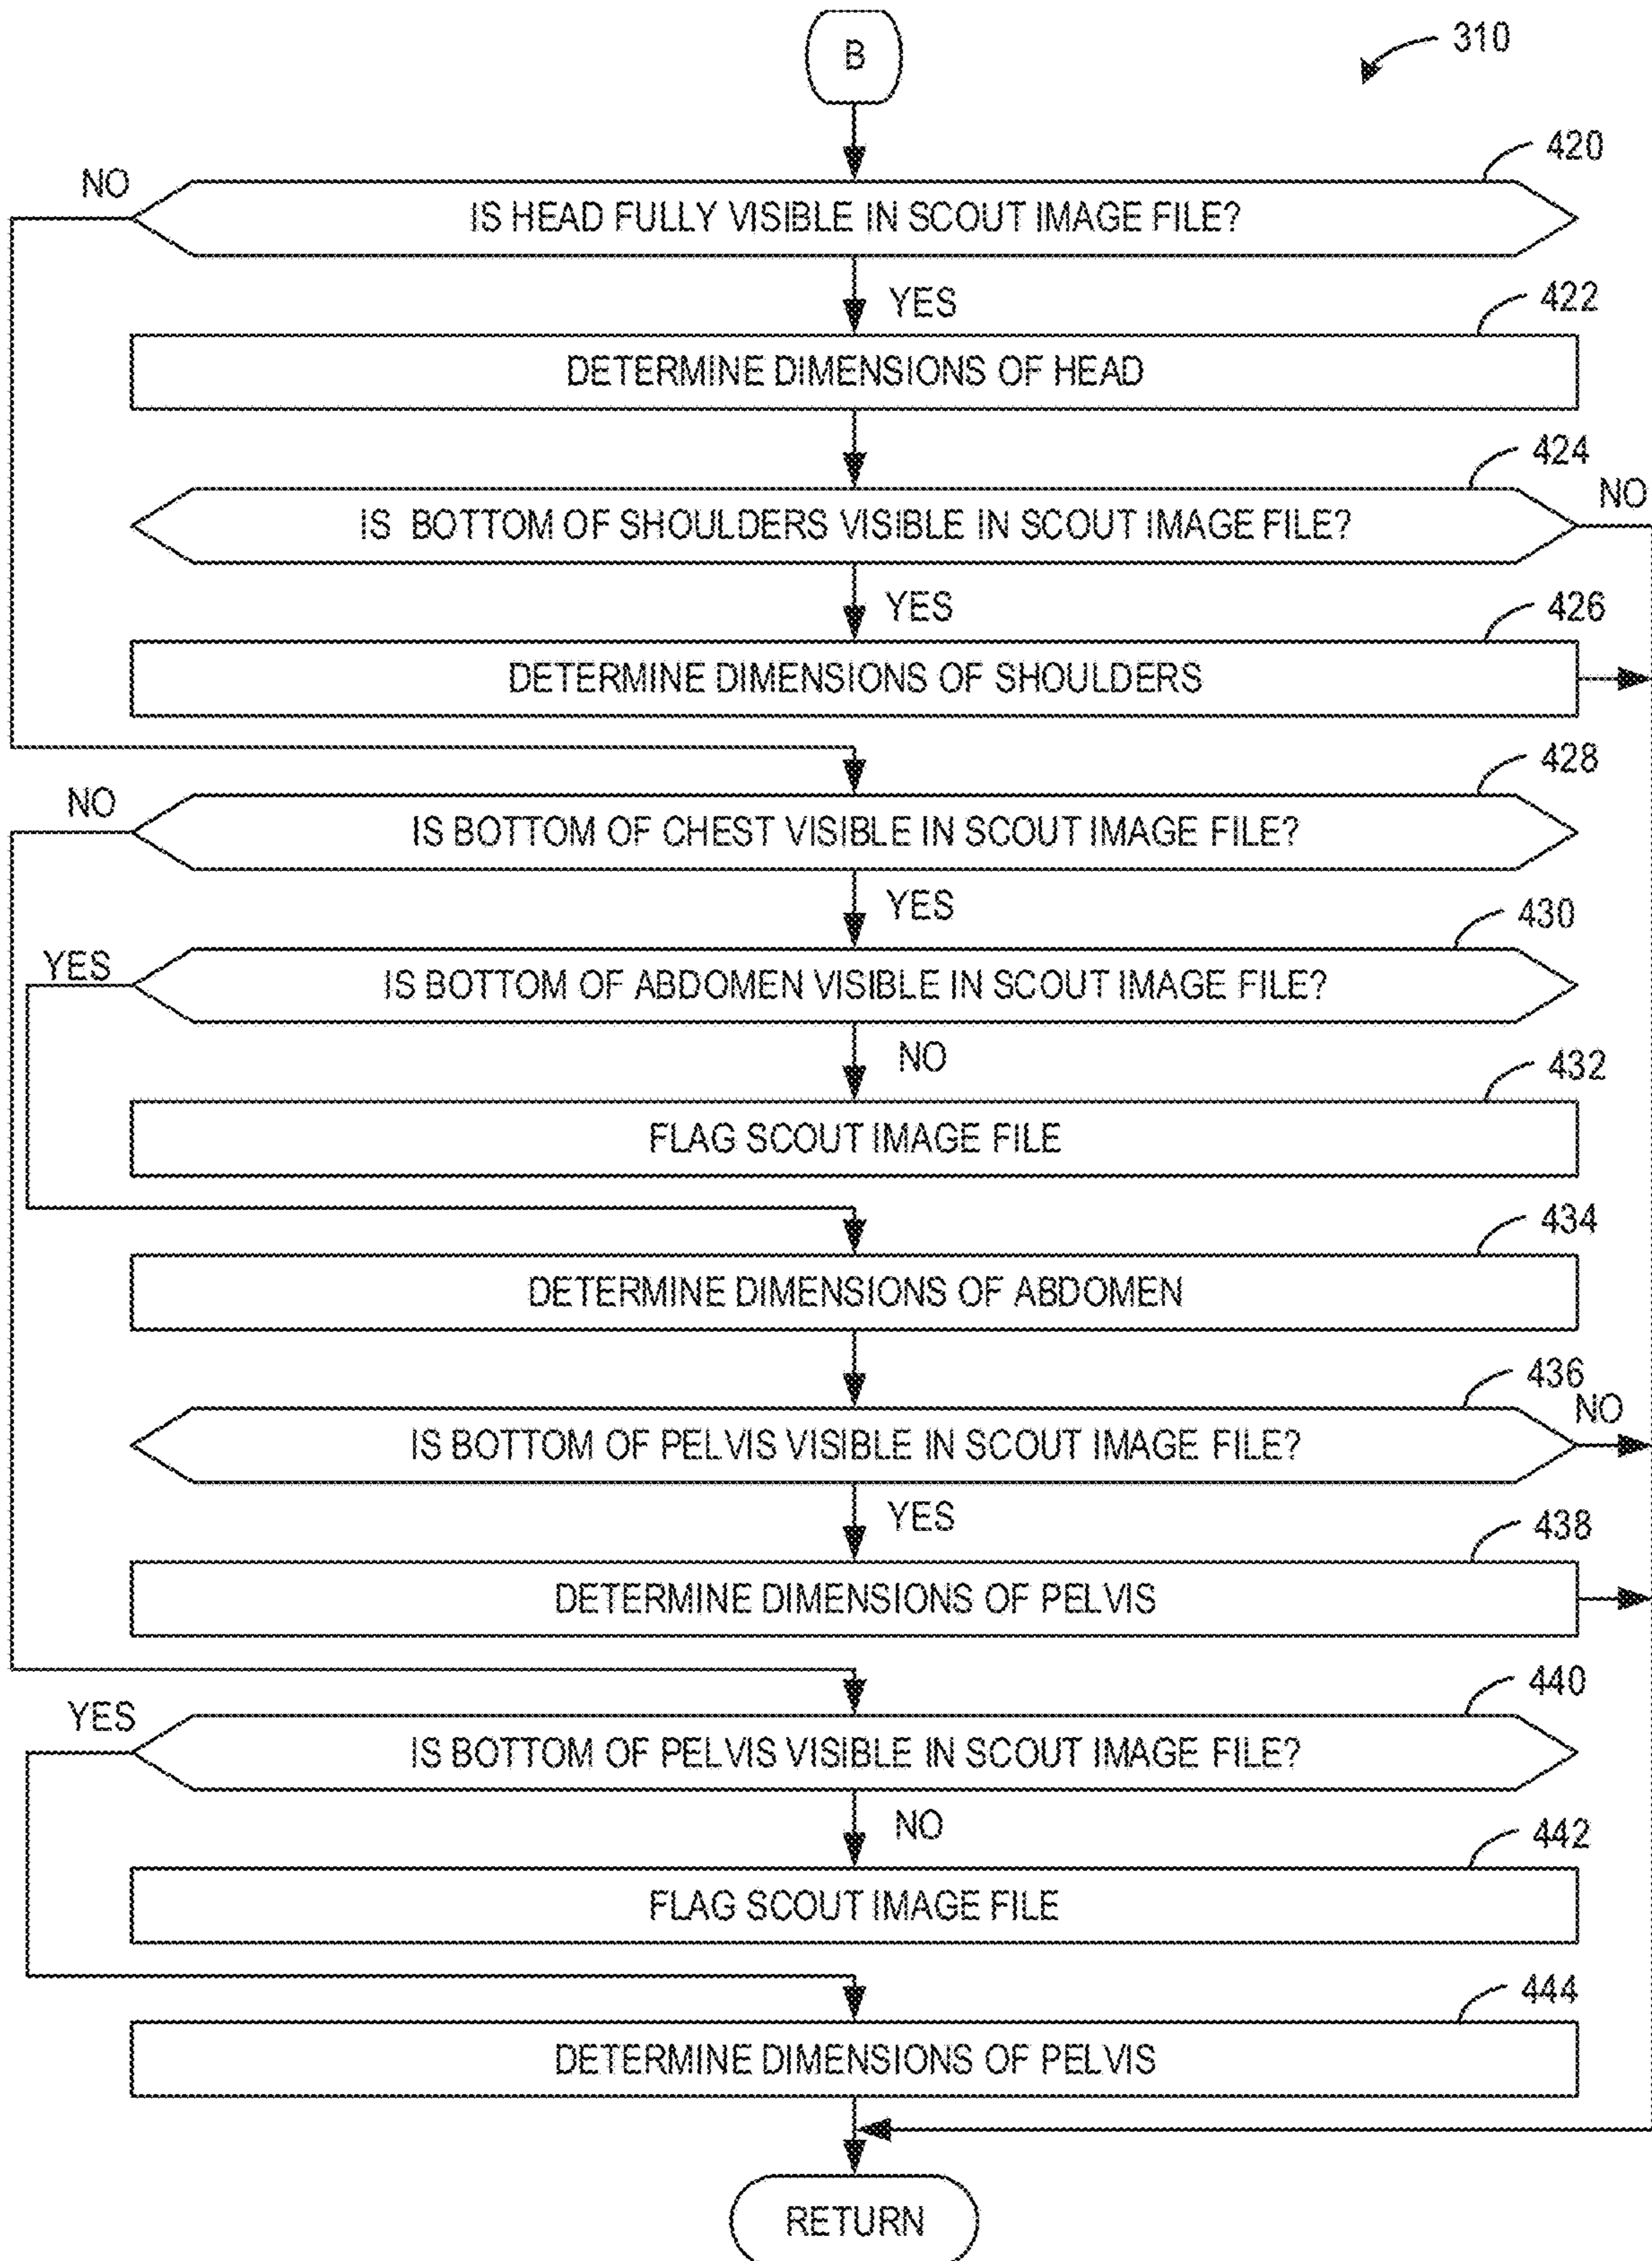 B
310
420
NO
IS HEAD FULLY VISIBLE IN SCOUT IMAGE FILE?
YES
422
DETERMINE DIMENSIONS OF HEAD
424
NO
IS BOTTOM OF SHOULDERS VISIBLE IN SCOUT IMAGE FILE?
YES
426
DETERMINE DIMENSIONS OF SHOULDERS
428
NO
IS BOTTOM OF CHEST VISIBLE IN SCOUT IMAGE FILE?
YES
430
YES
IS BOTTOM OF ABDOMEN VISIBLE IN SCOUT IMAGE FILE?
NO
432
FLAG SCOUT IMAGE FILE
434
DETERMINE DIMENSIONS OF ABDOMEN
436
NO
IS BOTTOM OF PELVIS VISIBLE IN SCOUT IMAGE FILE?
YES
438
DETERMINE DIMENSIONS OF PELVIS
440
YES
IS BOTTOM OF PELVIS VISIBLE IN SCOUT IMAGE FILE?
NO
442
FLAG SCOUT IMAGE FILE
444
DETERMINE DIMENSIONS OF PELVIS
RETURN